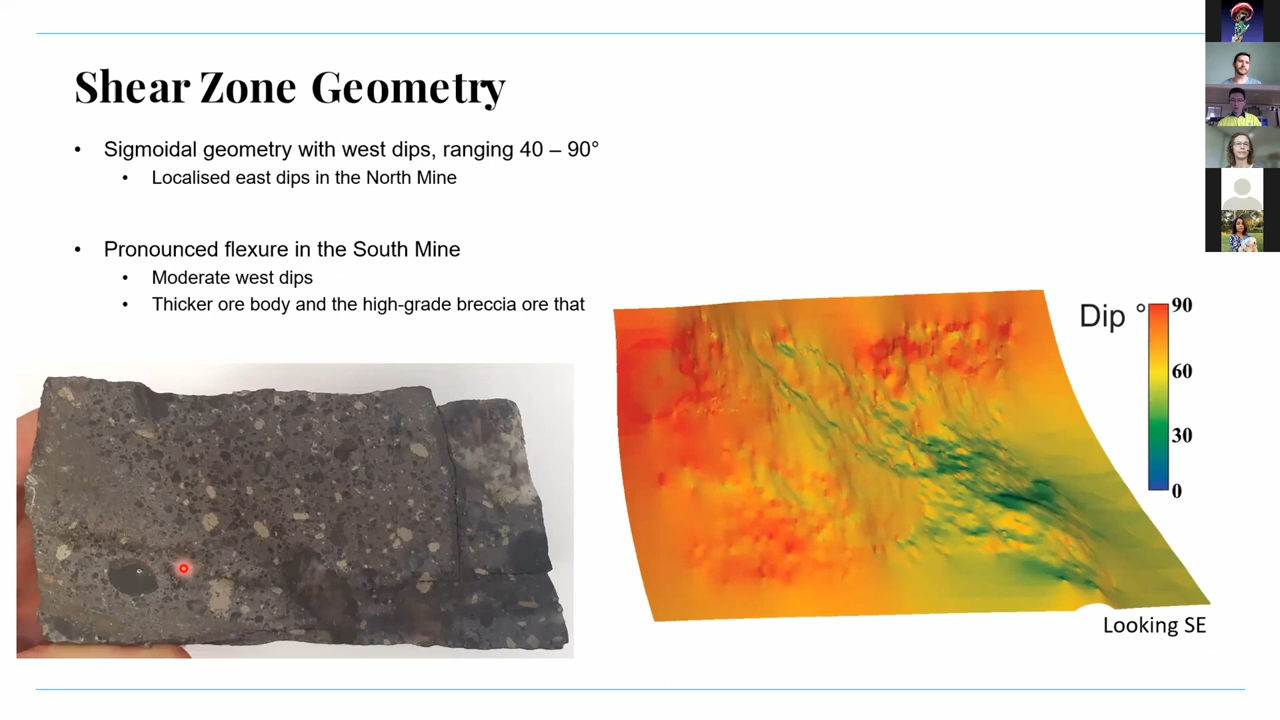 Shear Zone Geometry
• Sigmoidal geometry with west dips, ranging 40 – 90°
• Localised east dips in the North Mine
• Pronounced flexure in the South Mine
• Moderate west dips
• Thicker ore body and the high-grade breccia ore that
Dip °
90
60
30
0
Looking SE